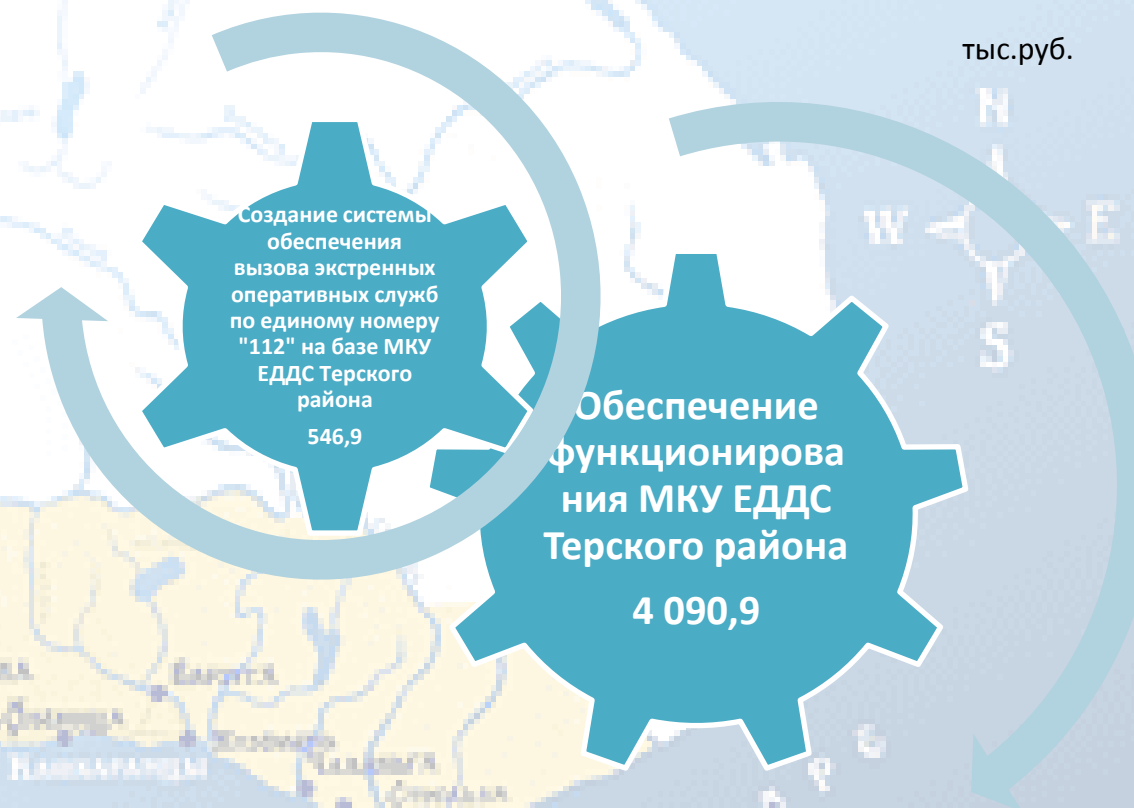 тыс.руб.
Создание системы
обеспечения
вызова экстренных
оперативных служб
по единому номеру
"112" на базе МКУ
ЕДДС Терского
района
546,9
Обеспечение
функционирова
ния МКУ ЕДДС
Терского района
4 090,9
N
W
E
S